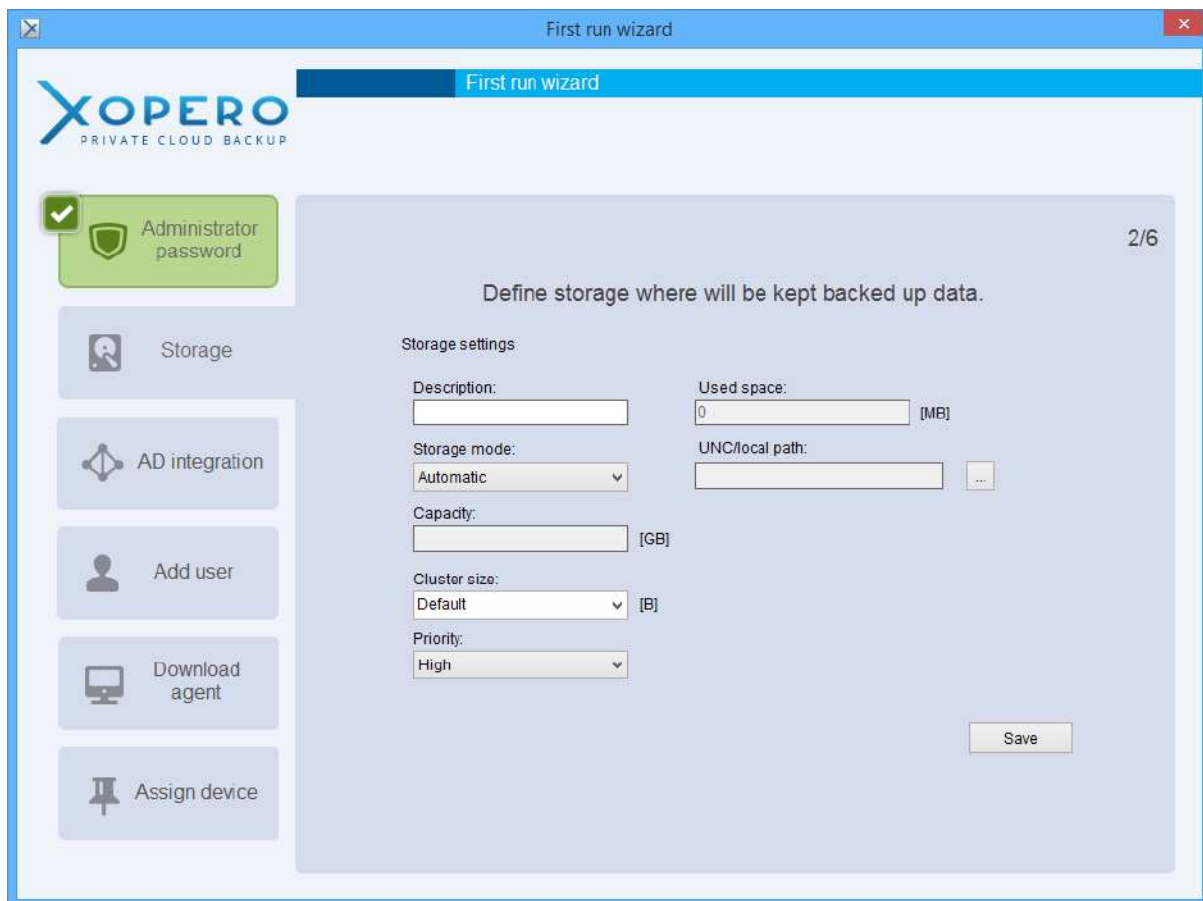 First run wizard
First run wizard
XOPERO
PRIVATE CLOUD BACKUP
Administrator
password
Storage
AD integration
Add user
Download
agent
Assign device
2/6
Define storage where will be kept backed up data.
Storage settings
Description:
Used space:
0 [MB]
Storage mode:
UNC/local path:
Automatic
...
Capacity:
[GB]
Cluster size:
Default [B]
Priority:
High
Save